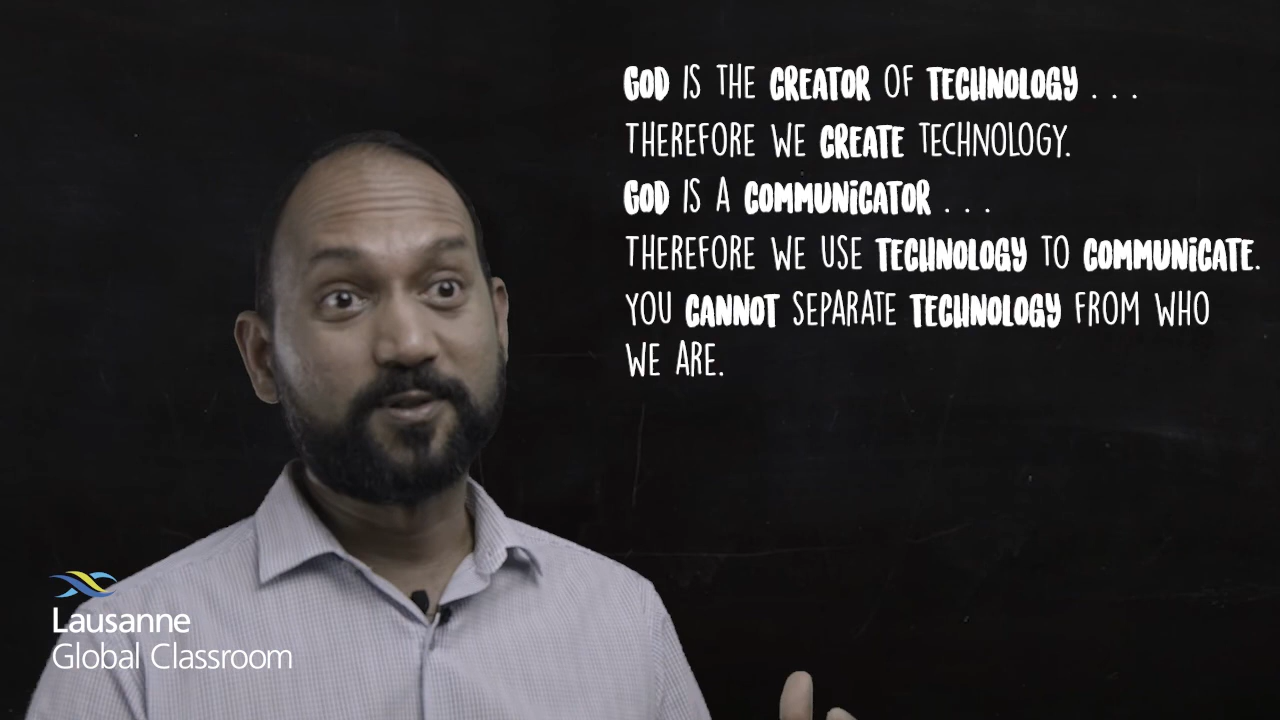 GOD IS THE CREATOR OF TECHNOLOGY . . .
THEREFORE WE CREATE TECHNOLOGY.
GOD IS A COMMUNICATOR . . .
THEREFORE WE USE TECHNOLOGY TO COMMUNICATE.
YOU CANNOT SEPARATE TECHNOLOGY FROM WHO
WE ARE.
Lausanne
Global Classroom